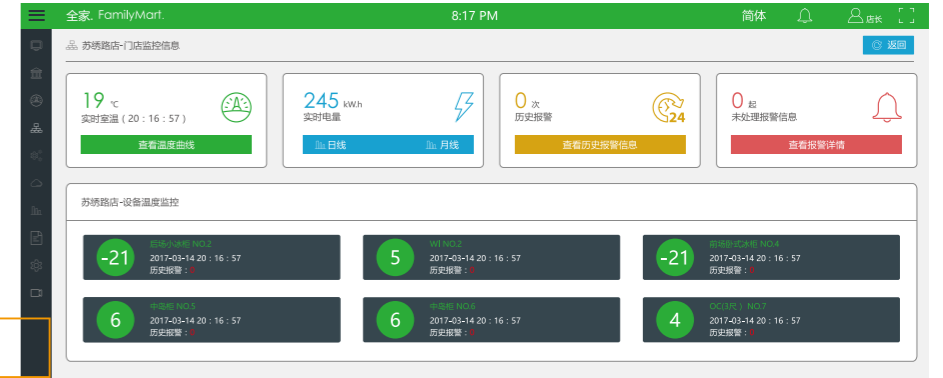 全家. FamilyMart.
8:17 PM
简体
店长
苏绣路店-门店监控信息
返回
19 ℃
实时室温 ( 20 : 16 : 57 )
查看温度曲线
245 kW.h
实时电量
日线
月线
0 次
历史报警
24
查看历史报警信息
0 起
未处理报警信息
查看报警详情
苏绣路店-设备温度监控
-21
后场小冰柜 NO.2
2017-03-14 20 : 16 : 57
历史报警 :
5
WI NO.2
2017-03-14 20 : 16 : 57
历史报警 :
-21
前场卧式冰柜 NO.4
2017-03-14 20 : 16 : 57
历史报警 :
6
中场柜 NO.5
2017-03-14 20 : 16 : 57
历史报警 :
6
中场柜 NO.6
2017-03-14 20 : 16 : 57
历史报警 :
4
OC(3尺 ) NO.7
2017-03-14 20 : 16 : 57
历史报警 :